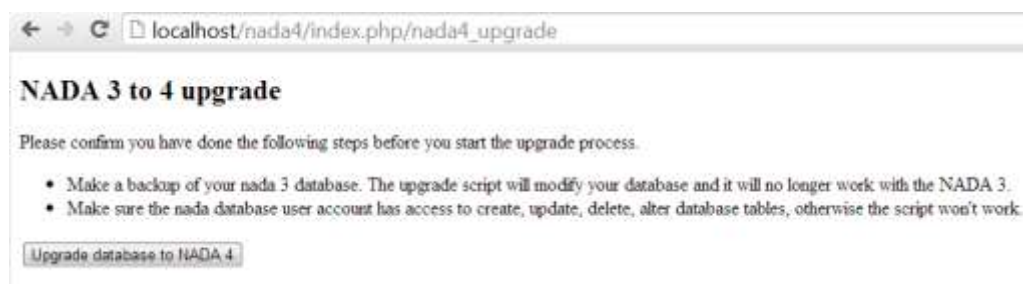 localhost/nada4/index.php/nada4_upgrade
NADA 3 to 4 upgrade
Please confirm you have done the following steps before you start the upgrade process.
• Make a backup of your nada 3 database. The upgrade script will modify your database and it will no longer work with the NADA 3.
• Make sure the nada database user account has access to create, update, delete, alter database tables, otherwise the script won't work.
Upgrade database to NADA 4